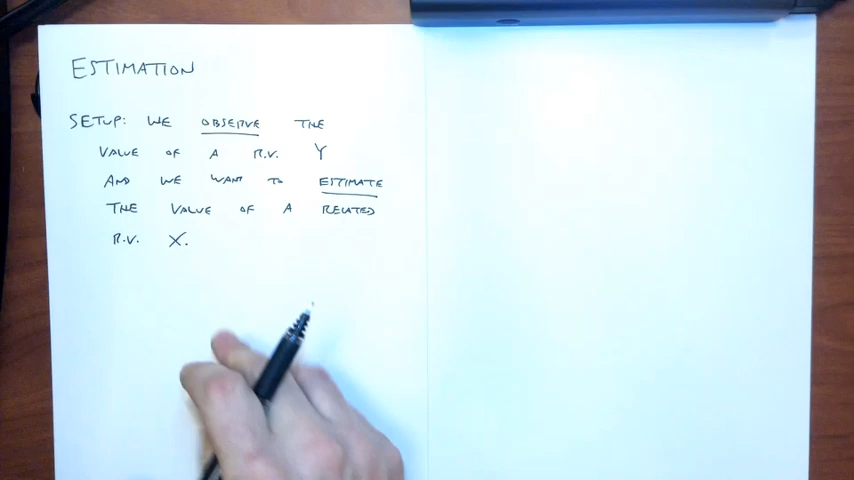 ESTIMATION
SETUP: WE OBSERVE THE
VALUE OF A R.V. Y
AND WE WANT TO ESTIMATE
THE VALUE OF A RELATED
R.V. X.